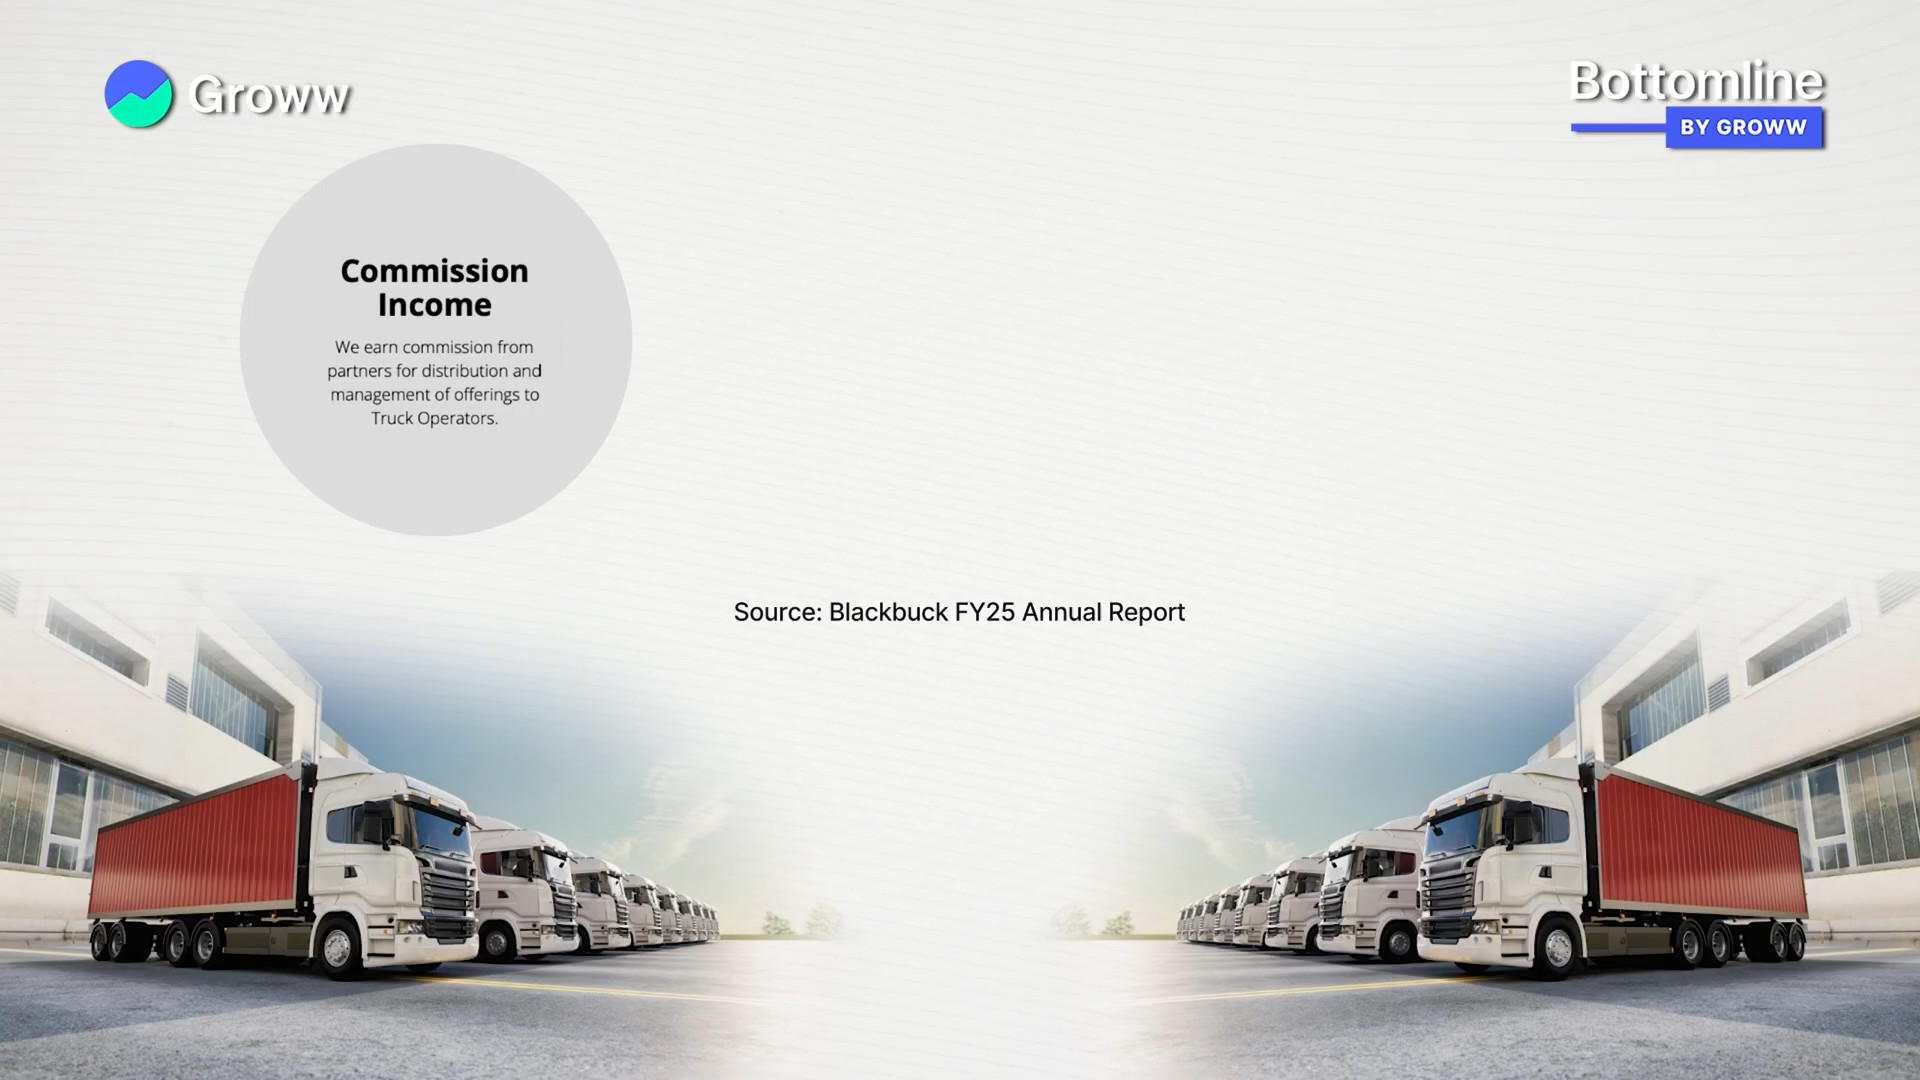 Groww
Bottomline
BY GROWW
Commission
Income
We earn commission from
partners for distribution and
management of offerings to
Truck Operators.
Source: Blackbuck FY25 Annual Report